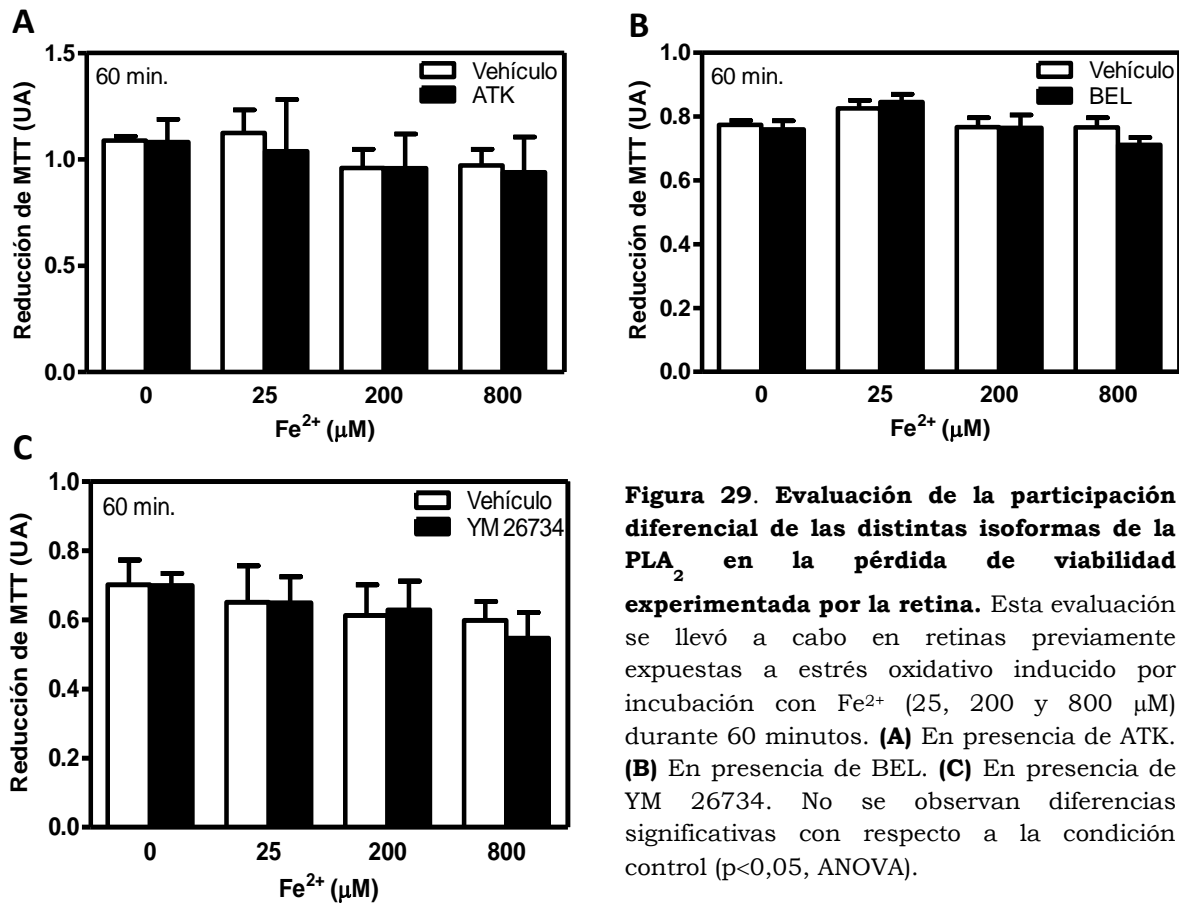 A
1.5
1.0
0.5
0.0
Reducción de MTT (UA)
60 min.
Vehículo
ATK
0 25 200 800
Fe²⁺ (μM)
B
1.0
0.8
0.6
0.4
0.2
0.0
Reducción de MTT (UA)
60 min.
Vehículo
BEL
0 25 200 800
Fe²⁺ (μM)
C
1.0
0.8
0.6
0.4
0.2
0.0
Reducción de MTT (UA)
60 min.
Vehículo
YM 26734
0 25 200 800
Fe²⁺ (μM)
Figura 29. Evaluación de la participación
diferencial de las distintas isoformas de la
PLA₂ en la pérdida de viabilidad
experimentada por la retina. Esta evaluación
se llevó a cabo en retinas previamente
expuestas a estrés oxidativo inducido por
incubación con Fe²⁺ (25, 200 y 800 μM)
durante 60 minutos. (A) En presencia de ATK.
(B) En presencia de BEL. (C) En presencia de
YM 26734. No se observan diferencias
significativas con respecto a la condición
control (p<0,05, ANOVA).